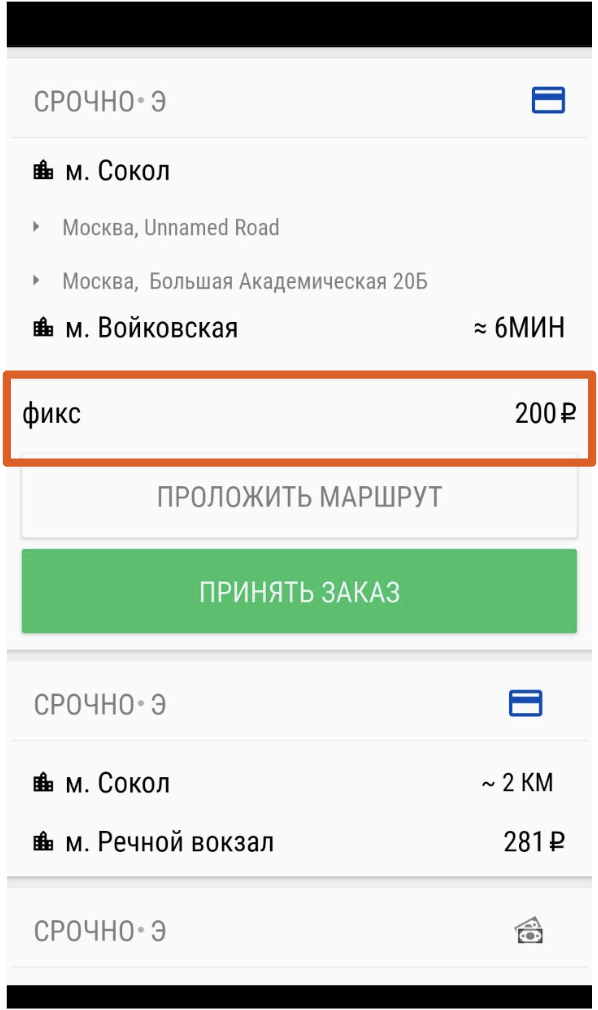 СРОЧНО• Э
м. Сокол
Москва, Unnamed Road
Москва, Большая Академическая 20Б
м. Войковская ≈ 6МИН
фикс 200₽
ПРОЛОЖИТЬ МАРШРУТ
ПРИНЯТЬ ЗАКАЗ
СРОЧНО• Э
м. Сокол ~ 2 КМ
м. Речной вокзал 281₽
СРОЧНО• Э